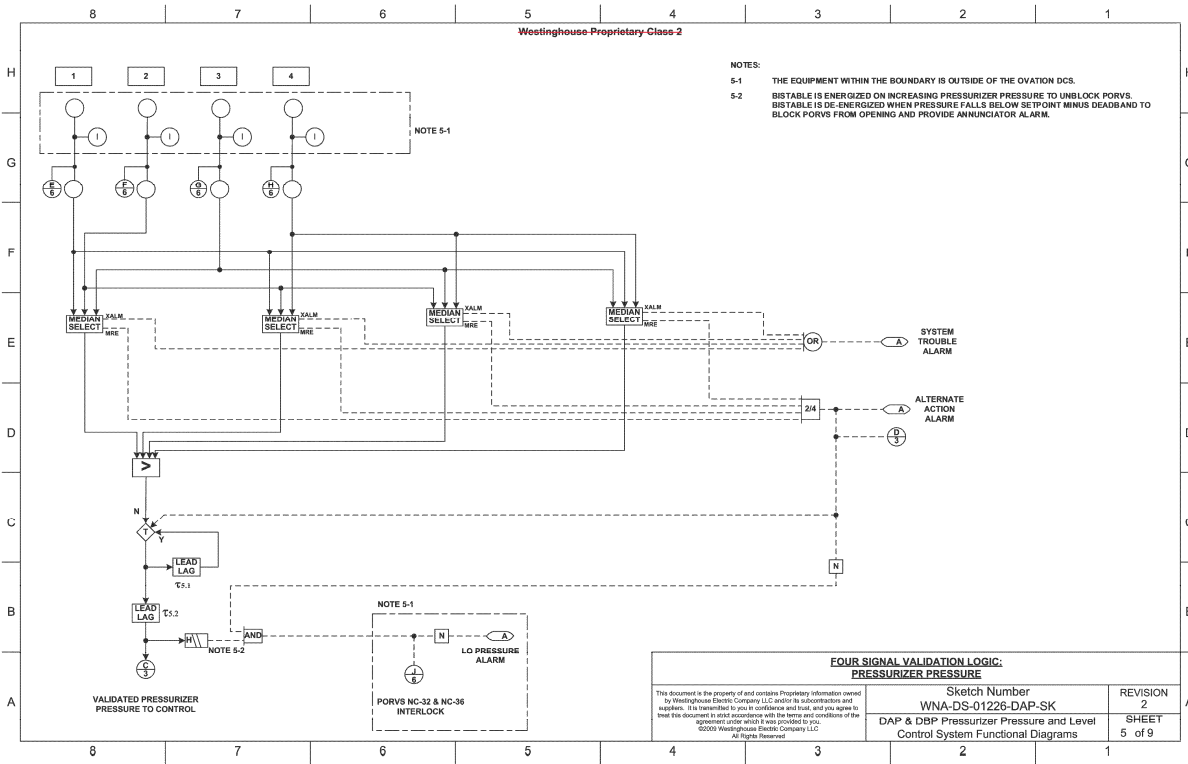 8 7 6 5 4 3 2 1
Westinghouse Proprietary Class 2
H
1 2 3 4
NOTES:
5-1 THE EQUIPMENT WITHIN THE BOUNDARY IS OUTSIDE OF THE OVATION DCS.
5-2 BISTABLE IS ENERGIZED ON INCREASING PRESSURIZER PRESSURE TO UNBLOCK PORVS.
BISTABLE IS DE-ENERGIZED WHEN PRESSURE FALLS BELOW SETPOINT MINUS DEADBAND TO
BLOCK PORVS FROM OPENING AND PROVIDE ANNUNCIATOR ALARM.
I I I I
NOTE 5-1
G
E F G H
6 6 6 6
F
XALM XALM XALM XALM
MEDIAN MEDIAN MEDIAN MEDIAN
SELECT SELECT SELECT SELECT
MRE MRE MRE MRE
E
OR A
SYSTEM
TROUBLE
ALARM
2/4 A
ALTERNATE
ACTION
ALARM
D
D
3
>
N
C
T
Y
LEAD
LAG
τ5.1
N
B
LEAD
LAG
τ5.2
NOTE 5-1
H\\ AND
NOTE 5-2
N A
LO PRESSURE
ALARM
C
3
J
6
A
VALIDATED PRESSURIZER
PRESSURE TO CONTROL
PORVS NC-32 & NC-36
INTERLOCK
FOUR SIGNAL VALIDATION LOGIC:
PRESSURIZER PRESSURE
This document is the property of and contains Proprietary Information owned
by Westinghouse Electric Company LLC and/or its subcontractors and
suppliers. It is transmitted to you in confidence and trust, and you agree to
treat this document in strict accordance with the terms and conditions of the
agreement under which it was provided to you.
©2009 Westinghouse Electric Company LLC
All Rights Reserved
Sketch Number
WNA-DS-01226-DAP-SK
REVISION
2
DAP & DBP Pressurizer Pressure and Level
Control System Functional Diagrams
SHEET
5 of 9
8 7 6 5 4 3 2 1